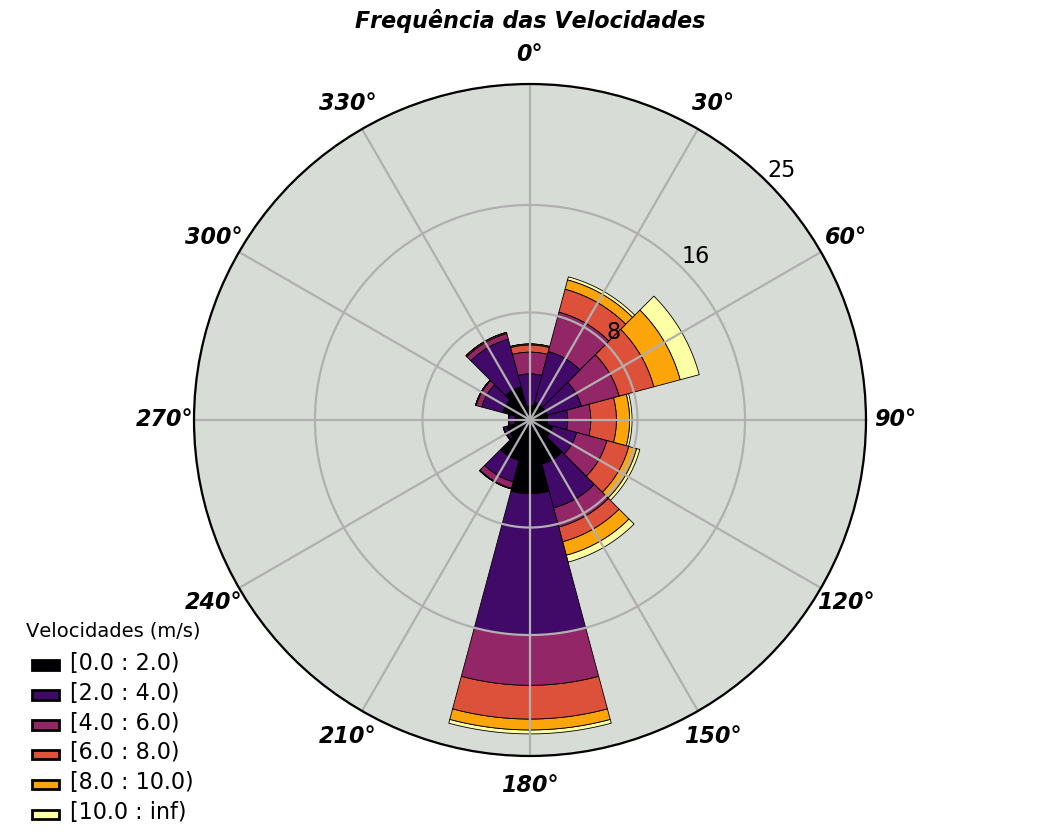 Frequência das Velocidades
0°
330°
30°
25
300°
60°
16
8
270°
90°
240°
120°
210°
150°
180°
Velocidades (m/s)
[0.0 : 2.0)
[2.0 : 4.0)
[4.0 : 6.0)
[6.0 : 8.0)
[8.0 : 10.0)
[10.0 : inf)